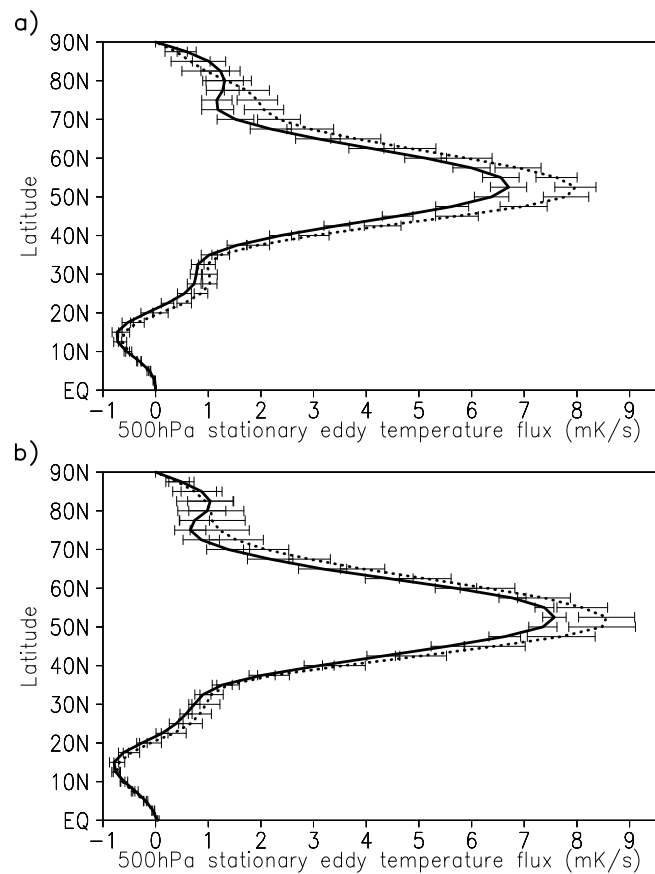 a)
90N
80N
70N
60N
50N
40N
30N
20N
10N
EQ
Latitude
−1 0 1 2 3 4 5 6 7 8 9
500hPa stationary eddy temperature flux (mK/s)
b)
90N
80N
70N
60N
50N
40N
30N
20N
10N
EQ
Latitude
−1 0 1 2 3 4 5 6 7 8 9
500hPa stationary eddy temperature flux (mK/s)